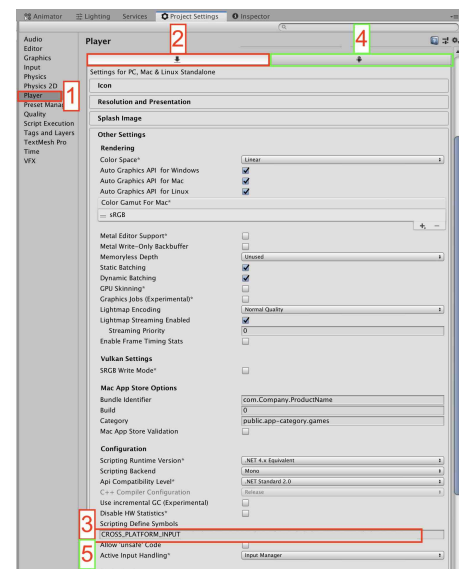 Animator
Lighting
Services
Project Settings
Inspector
Audio
Editor
Graphics
Input
Physics
Physics 2D
Player
Preset Manag
Quality
Script Execution
Tags and Layers
TextMesh Pro
Time
VFX
1
2
4
Player
Settings for PC, Mac & Linux Standalone
Icon
Resolution and Presentation
Splash Image
Other Settings
Rendering
Color Space* Linear
Auto Graphics API for Windows
Auto Graphics API for Mac
Auto Graphics API for Linux
Color Gamut For Mac*
= sRGB
+, −
Metal Editor Support*
Metal Write-Only Backbuffer
Memoryless Depth Unused
Static Batching
Dynamic Batching
GPU Skinning*
Graphics Jobs (Experimental)*
Lightmap Encoding Normal Quality
Lightmap Streaming Enabled
Streaming Priority 0
Enable Frame Timing Stats
Vulkan Settings
SRGB Write Mode*
Mac App Store Options
Bundle Identifier com.Company.ProductName
Build 0
Category public.app-category.games
Mac App Store Validation
Configuration
Scripting Runtime Version* .NET 4.x Equivalent
Scripting Backend Mono
Api Compatibility Level* .NET Standard 2.0
C++ Compiler Configuration Release
Use incremental GC (Experimental)
Disable HW Statistics*
3 Scripting Define Symbols
CROSS_PLATFORM_INPUT
Allow 'unsafe' Code
5 Active Input Handling* Input Manager